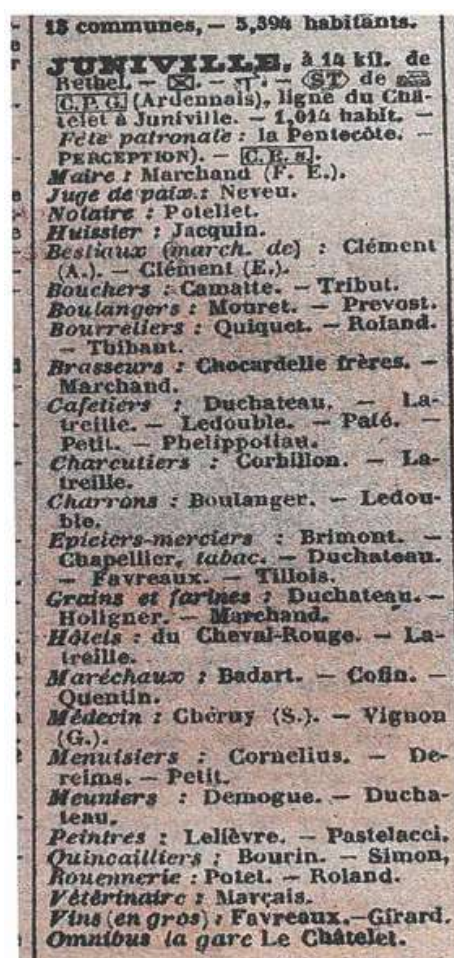 13 communes, — 5,394 habitants.
JUNIVILLE, à 14 kil. de
Rethel. — — — ST de
C.P.G. (Ardennais), ligne du Châ-
telet à Juniville. — 1,014 habit. —
Fête patronale : la Pentecôte. —
PERCEPTION). — C.E.s.
Maire : Marchand (F. E.).
Juge de paix : Neveu.
Notaire : Potellet.
Huissier : Jacquin.
Bestiaux (march. de) : Clément
(A.). — Clément (E.).
Bouchers : Camatte. — Tribut.
Boulangers : Mouret. — Prevost.
Bourreliers : Quiquet. — Roland.
— Thibaut.
Brasseurs : Chocardelle frères. —
Marchand.
Cafetiers : Duchateau. — La-
treille. — Ledouble. — Paté. —
Petit. — Phelippoteau.
Charcutiers : Corbillon. — La-
treille.
Charrons : Boulanger. — Ledou-
ble.
Epiciers-merciers : Brimont. —
Chapellier, tabac. — Duchateau.
— Favreaux. — Tillois.
Grains et farines : Duchateau. —
Holigner. — Marchand.
Hôtels : du Cheval-Rouge. — La-
treille.
Maréchaux : Badart. — Cofin. —
Quentin.
Médecin : Chéruy (S.). — Vignon
(G.).
Menuisiers : Cornelius. — De-
reims. — Petit.
Meuniers : Demogue. — Ducha-
teau.
Peintres : Lelièvre. — Pastelacci.
Quincailliers : Bourin. — Simon,
Rouennerie : Potel. — Roland.
Vétérinaire : Marçais.
Vins (en gros) : Favreaux.—Girard.
Omnibus la gare Le Châtelet.